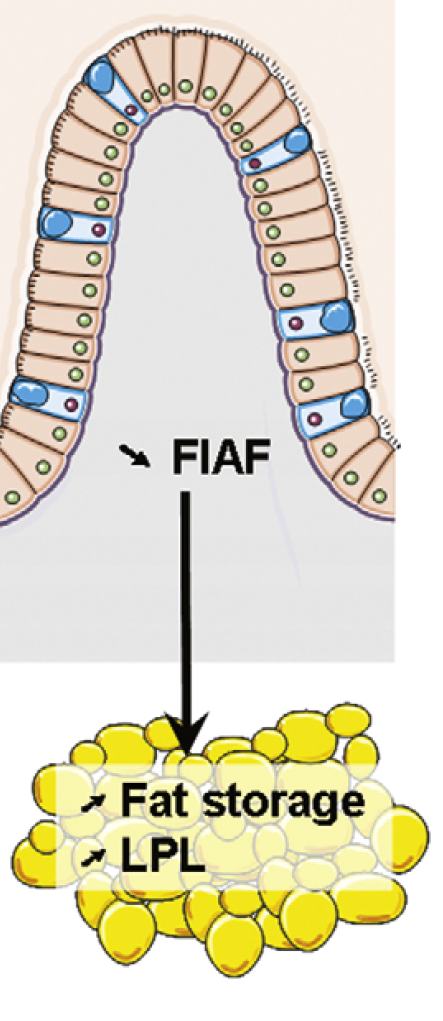 ↘ FIAF
↗ Fat storage
↗ LPL